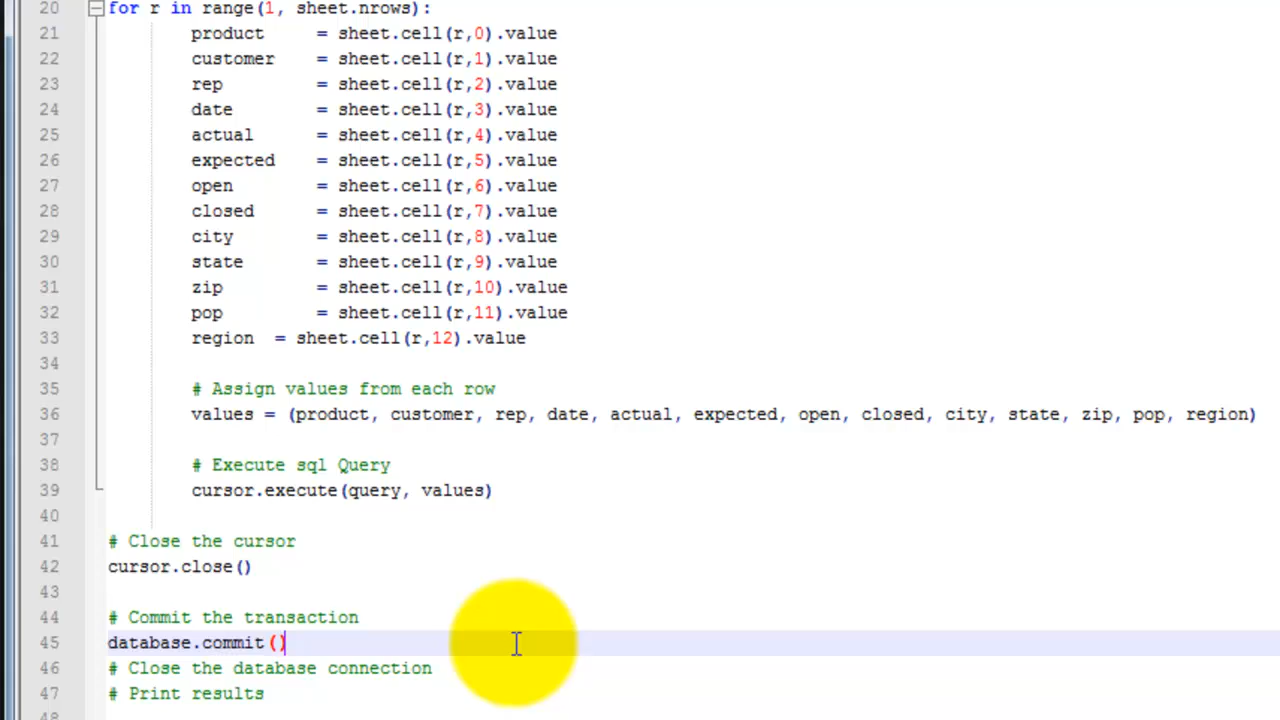 20 for r in range(1, sheet.nrows):
21 product = sheet.cell(r,0).value
22 customer = sheet.cell(r,1).value
23 rep = sheet.cell(r,2).value
24 date = sheet.cell(r,3).value
25 actual = sheet.cell(r,4).value
26 expected = sheet.cell(r,5).value
27 open = sheet.cell(r,6).value
28 closed = sheet.cell(r,7).value
29 city = sheet.cell(r,8).value
30 state = sheet.cell(r,9).value
31 zip = sheet.cell(r,10).value
32 pop = sheet.cell(r,11).value
33 region = sheet.cell(r,12).value
34
35 # Assign values from each row
36 values = (product, customer, rep, date, actual, expected, open, closed, city, state, zip, pop, region)
37
38 # Execute sql Query
39 cursor.execute(query, values)
40
41 # Close the cursor
42 cursor.close()
43
44 # Commit the transaction
45 database.commit()
46 # Close the database connection
47 # Print results
48